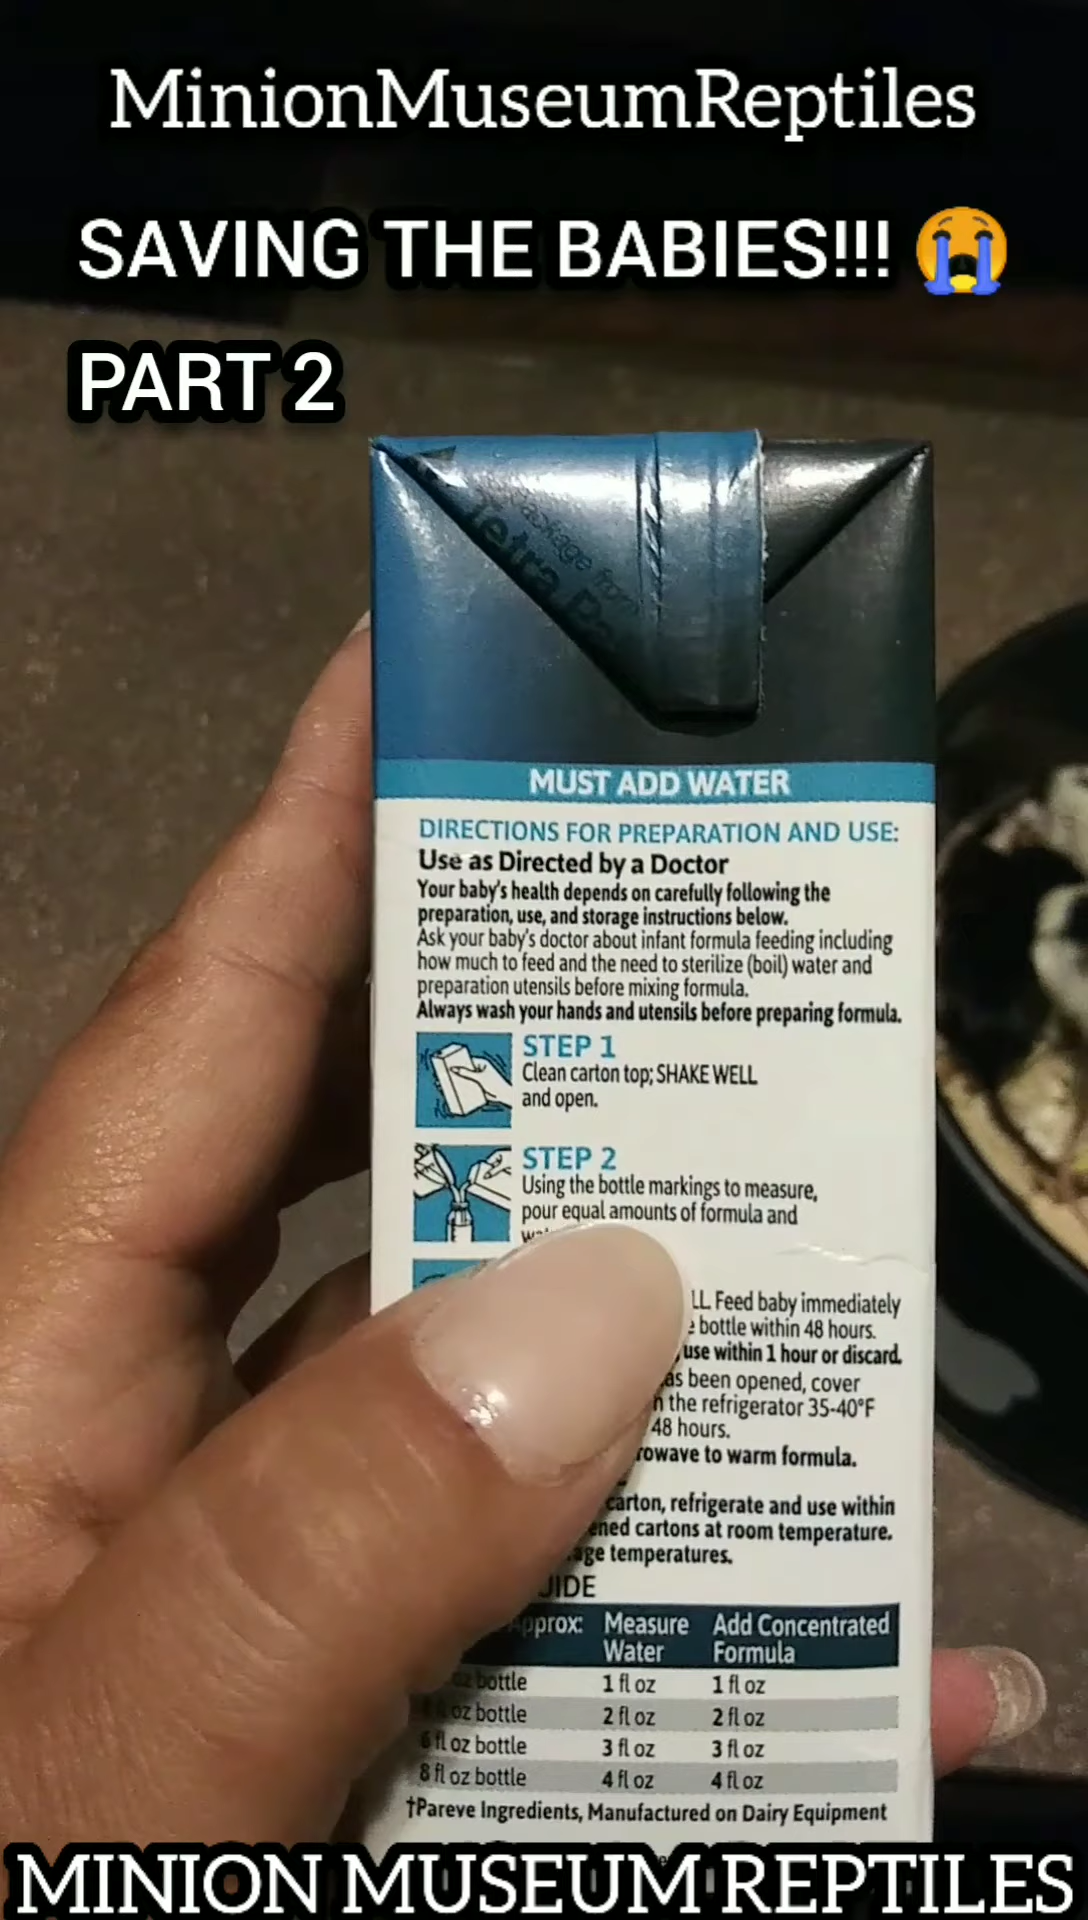 MinionMuseumReptiles
SAVING THE BABIES!!! 😭
PART 2
package from
Tetra Pa
MUST ADD WATER
DIRECTIONS FOR PREPARATION AND USE:
Use as Directed by a Doctor
Your baby's health depends on carefully following the
preparation, use, and storage instructions below.
Ask your baby's doctor about infant formula feeding including
how much to feed and the need to sterilize (boil) water and
preparation utensils before mixing formula.
Always wash your hands and utensils before preparing formula.
STEP 1
Clean carton top; SHAKE WELL
and open.
STEP 2
Using the bottle markings to measure,
pour equal amounts of formula and
LL. Feed baby immediately
bottle within 48 hours.
, use within 1 hour or discard.
as been opened, cover
the refrigerator 35-40°F
48 hours.
rowave to warm formula.
carton, refrigerate and use within
ened cartons at room temperature.
age temperatures.
UIDE
Approx: Measure Water Add Concentrated Formula
oz bottle 1 fl oz 1 fl oz
oz bottle 2 fl oz 2 fl oz
6 fl oz bottle 3 fl oz 3 fl oz
8 fl oz bottle 4 fl oz 4 fl oz
†Pareve Ingredients, Manufactured on Dairy Equipment
MINION MUSEUM REPTILES